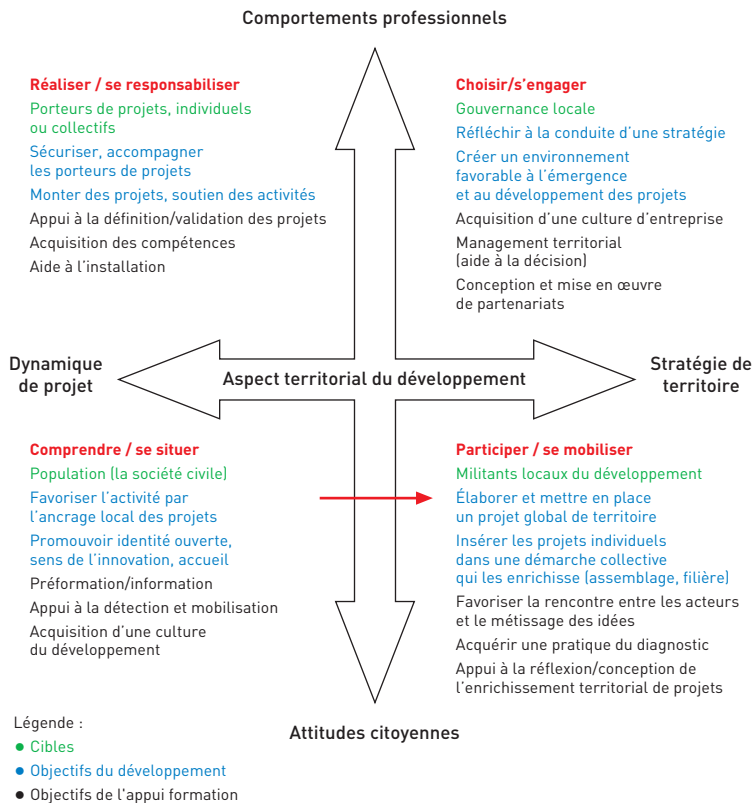 Comportements professionnels
Réaliser / se responsabiliser
Porteurs de projets, individuels
ou collectifs
Sécuriser, accompagner
les porteurs de projets
Monter des projets, soutien des activités
Appui à la définition/validation des projets
Acquisition des compétences
Aide à l'installation
Choisir/s'engager
Gouvernance locale
Réfléchir à la conduite d'une stratégie
Créer un environnement
favorable à l'émergence
et au développement des projets
Acquisition d'une culture d'entreprise
Management territorial
(aide à la décision)
Conception et mise en œuvre
de partenariats
Dynamique
de projet
Aspect territorial du développement
Stratégie de
territoire
Comprendre / se situer
Population (la société civile)
Favoriser l'activité par
l'ancrage local des projets
Promouvoir identité ouverte,
sens de l'innovation, accueil
Préformation/information
Appui à la détection et mobilisation
Acquisition d'une culture
du développement
Participer / se mobiliser
Militants locaux du développement
Élaborer et mettre en place
un projet global de territoire
Insérer les projets individuels
dans une démarche collective
qui les enrichisse (assemblage, filière)
Favoriser la rencontre entre les acteurs
et le métissage des idées
Acquérir une pratique du diagnostic
Appui à la réflexion/conception de
l'enrichissement territorial de projets
Attitudes citoyennes
Légende :
● Cibles
● Objectifs du développement
● Objectifs de l'appui formation